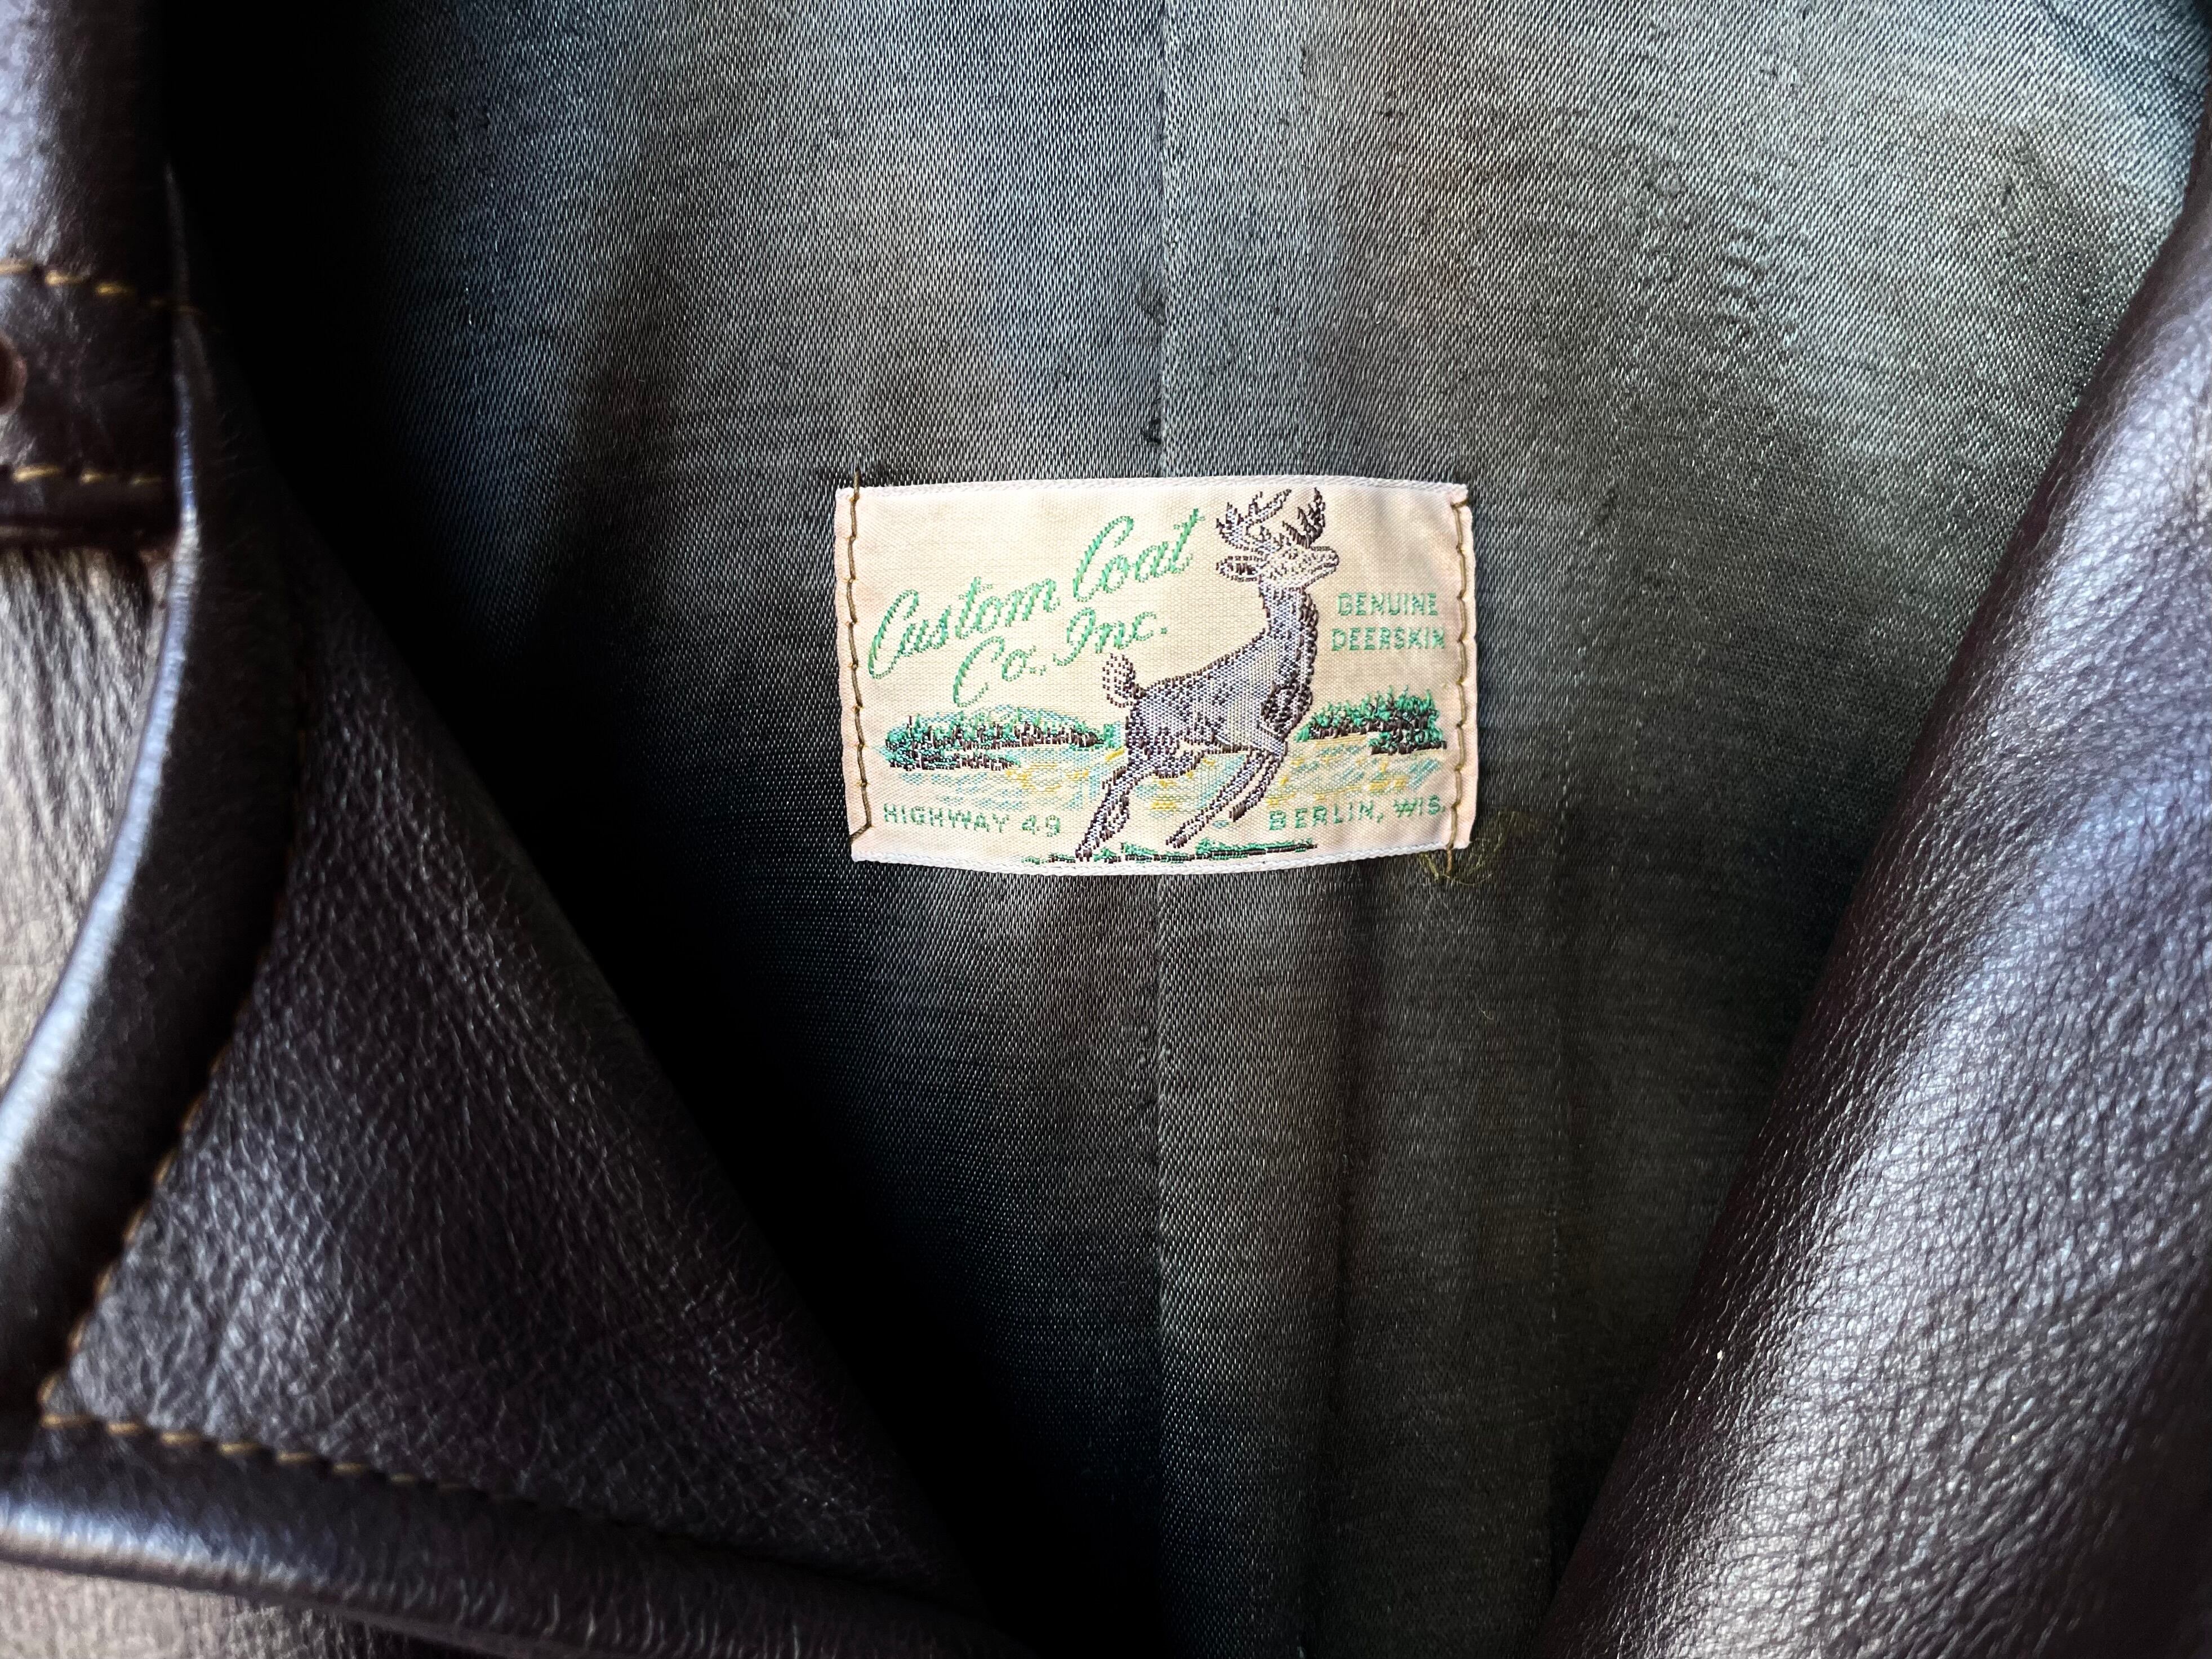 Custom Coat
Co., Inc.
GENUINE
DEERSKIN
HIGHWAY 49
BERLIN, WIS.